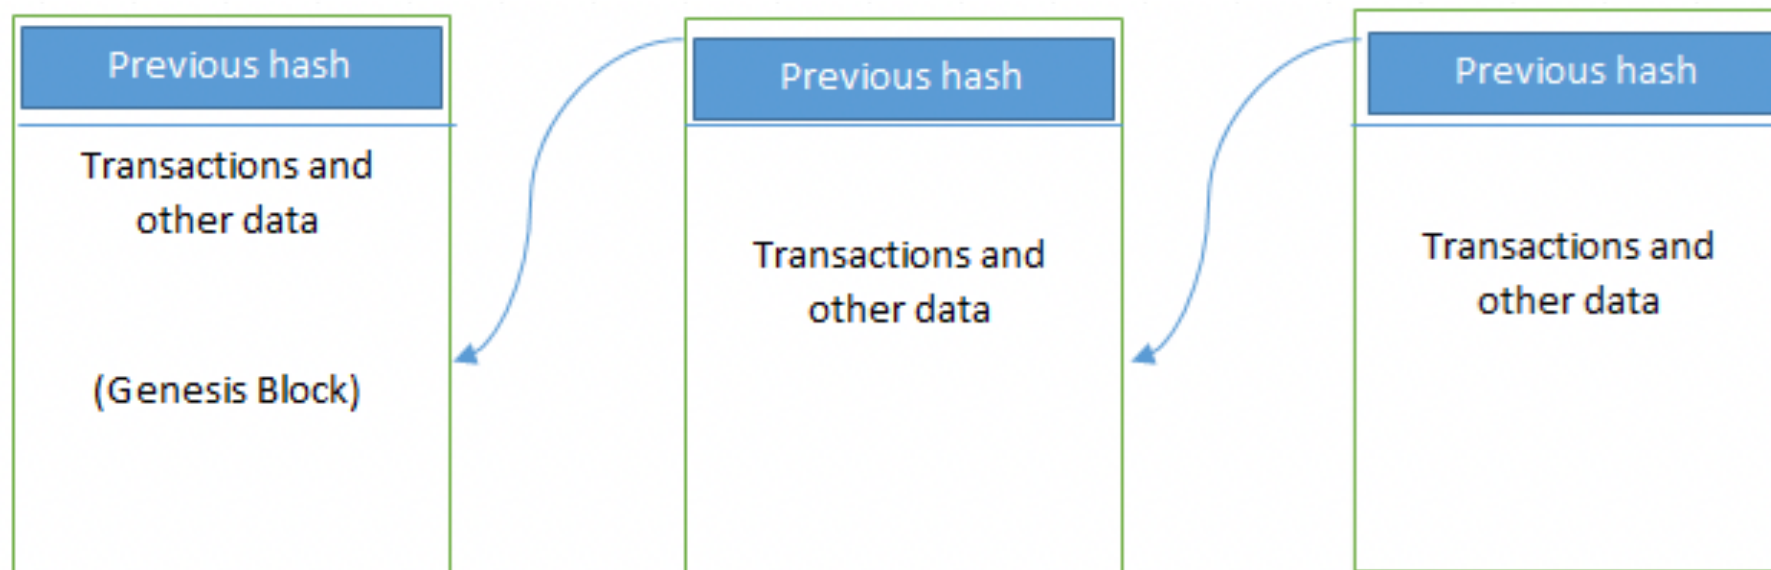 Previous hash
Transactions and
other data
(Genesis Block)
Previous hash
Transactions and
other data
Previous hash
Transactions and
other data